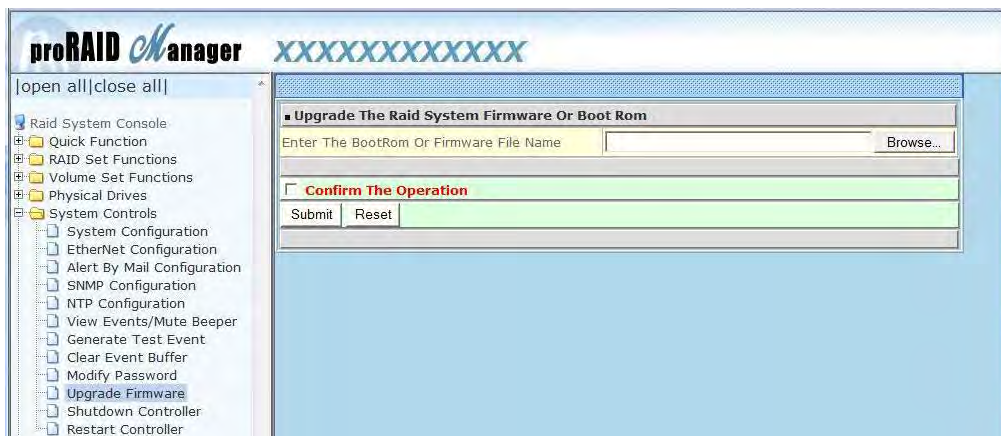 proRAID Manager XXXXXXXXXXXXX
|open all|close all|
Raid System Console
Quick Function
RAID Set Functions
Volume Set Functions
Physical Drives
System Controls
System Configuration
EtherNet Configuration
Alert By Mail Configuration
SNMP Configuration
NTP Configuration
View Events/Mute Beeper
Generate Test Event
Clear Event Buffer
Modify Password
Upgrade Firmware
Shutdown Controller
Restart Controller
Upgrade The Raid System Firmware Or Boot Rom
Enter The BootRom Or Firmware File Name Browse...
Confirm The Operation
Submit Reset